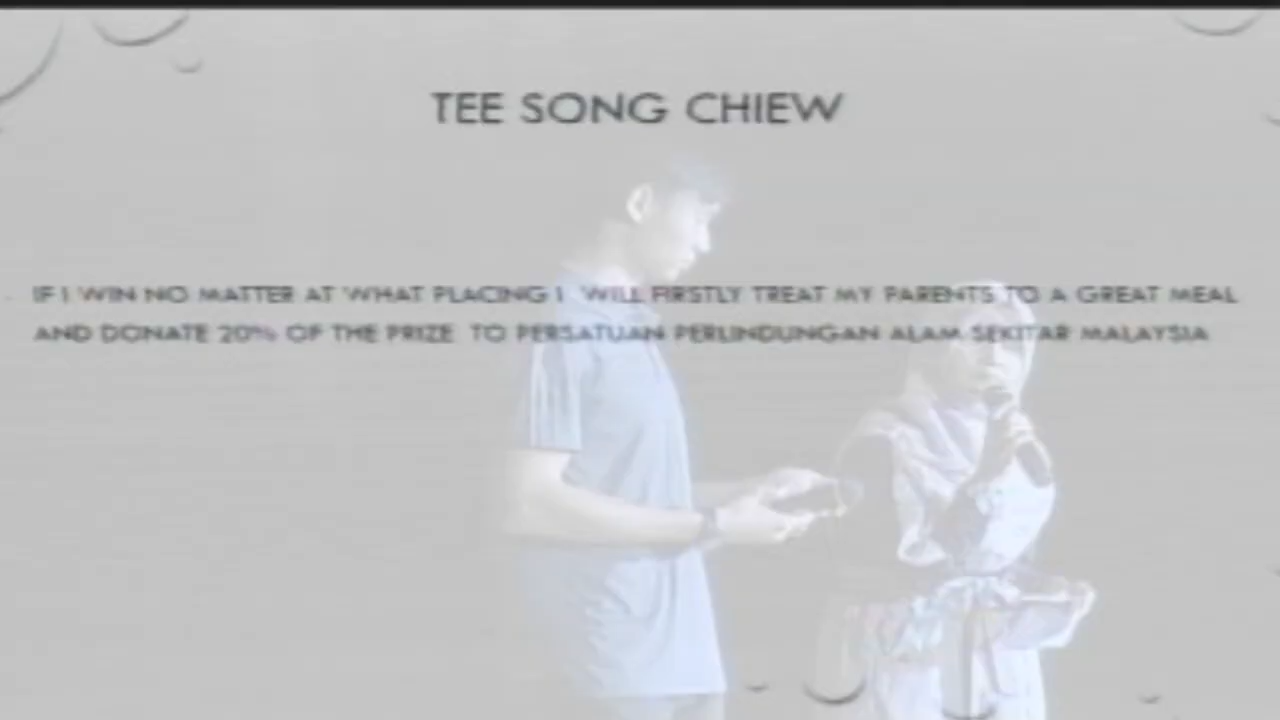 TEE SONG CHIEW
IF I WIN NO MATTER AT WHAT PLACING I WILL FIRSTLY TREAT MY PARENTS TO A GREAT MEAL
AND DONATE 20% OF THE PRIZE TO PERSATUAN PERLINDUNGAN ALAM SEKITAR MALAYSIA